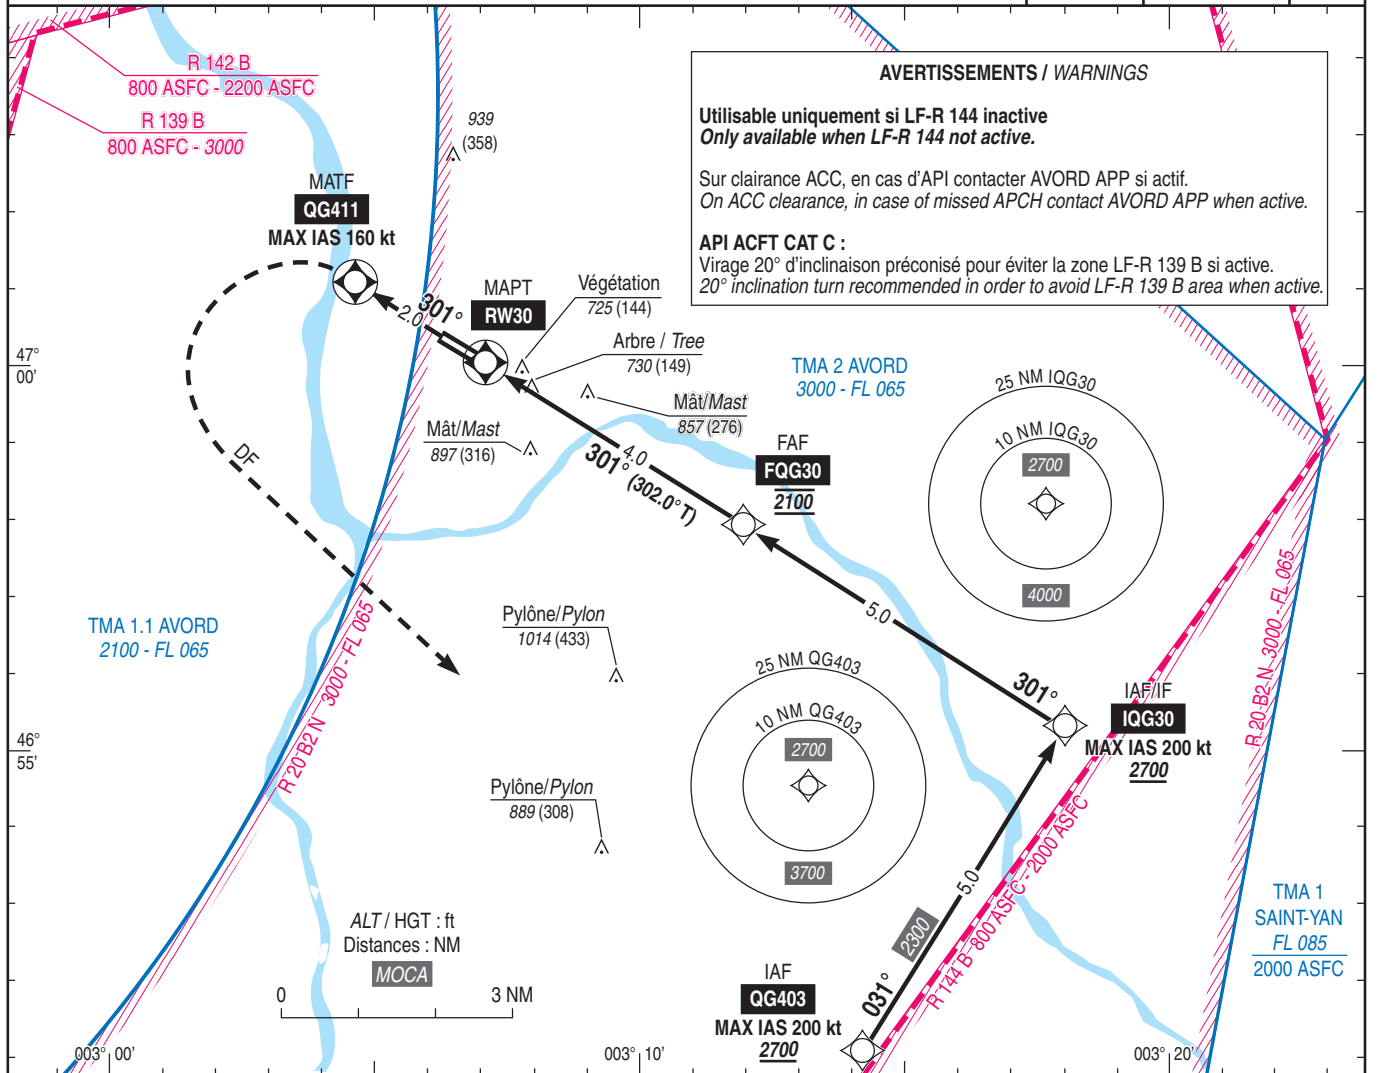 R 142 B
800 ASFC - 2200 ASFC
R 139 B
800 ASFC - 3000
939
(358)
AVERTISSEMENTS / WARNINGS
Utilisable uniquement si LF-R 144 inactive
Only available when LF-R 144 not active.
Sur clairance ACC, en cas d'API contacter AVORD APP si actif.
On ACC clearance, in case of missed APCH contact AVORD APP when active.
API ACFT CAT C :
Virage 20° d'inclinaison préconisé pour éviter la zone LF-R 139 B si active.
20° inclination turn recommended in order to avoid LF-R 139 B area when active.
MATF
QG411
MAX IAS 160 kt
301°
2.0
MAPT
RW30
Végétation
725 (144)
Arbre / Tree
730 (149)
Mât/Mast
857 (276)
Mât/Mast
897 (316)
47°
00'
TMA 2 AVORD
3000 - FL 065
25 NM IQG30
10 NM IQG30
2700
4000
FAF
FQG30
2100
4.0
301° (302.0° T)
DF
5.0
301°
TMA 1.1 AVORD
2100 - FL 065
R 20 B2 N 3000 - FL 065
Pylône/Pylon
1014 (433)
25 NM QG403
10 NM QG403
2700
3700
IAF/IF
IQG30
MAX IAS 200 kt
2700
R 20 B2 N 3000 - FL 065
46°
55'
Pylône/Pylon
889 (308)
5.0
2300
031°
R 144 B 800 ASFC - 2000 ASFC
TMA 1
SAINT-YAN
FL 085
2000 ASFC
ALT / HGT : ft
Distances : NM
MOCA
0 3 NM
IAF
QG403
MAX IAS 200 kt
2700
003° 00'
003° 10'
003° 20'